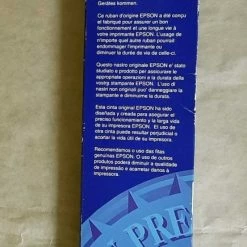 Gerätes kommen.
Ce ruban d'origine EPSON a été conçu
et fabriqué pour avoir un bon
fonctionnement et une longue vie à
votre imprimante EPSON. L'usage de
n'importe quel autre ruban pourrait
endommager l'imprimante ou
diminuer la durée de vie de celle-ci.
Questo nastro originale EPSON e' stato
studiato e prodotto per assicurare le
appropriate operazioni e la durata della
vostra stampante EPSON. L'uso di
nastri non originali puo' danneggiare la
stampante e diminuirne la durata.
Esta cinta original EPSON ha sido
diseñada y creada para asegurar el
preciso funcionamiento y la larga vida
de su impresora EPSON. El uso de
otra cinta puede resultar perjudicial o
acortar la vida útil de su impresora.
Recomendamos o uso das fitas
genuínas EPSON. O uso de outros
produtos poderá diminuir a qualidade
de impressão e acarretar danos à
impressora.
PRE